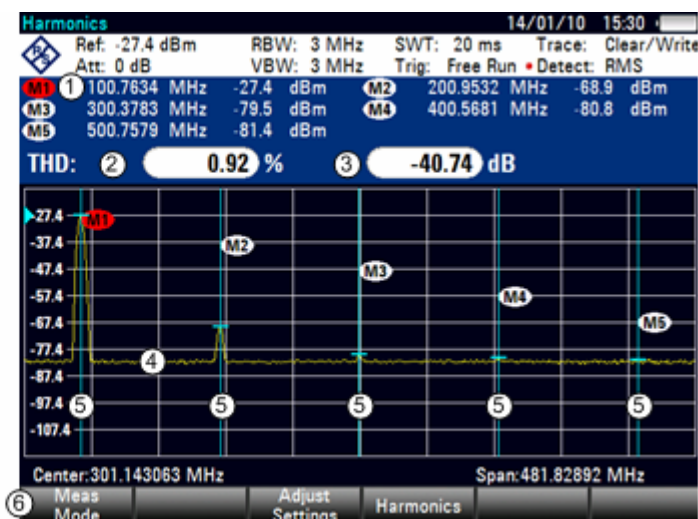 Harmonics 14/01/10 15:30
Ref: -27.4 dBm RBW: 3 MHz SWT: 20 ms Trace: Clear/Write
Att: 0 dB VBW: 3 MHz Trig: Free Run • Detect: RMS
M1 1 100.7634 MHz -27.4 dBm M2 200.9532 MHz -68.9 dBm
M3 300.3783 MHz -79.5 dBm M4 400.5681 MHz -80.8 dBm
M5 500.7579 MHz -81.4 dBm
THD: 2 0.92 % 3 -40.74 dB
-27.4 M1
-37.4 M2
-47.4 M3
-57.4 M4
-67.4 M5
-77.4
4
-87.4
-97.4 5 5 5 5 5
-107.4
Center:301.143063 MHz Span:481.82892 MHz
6 Meas Mode Adjust Settings Harmonics